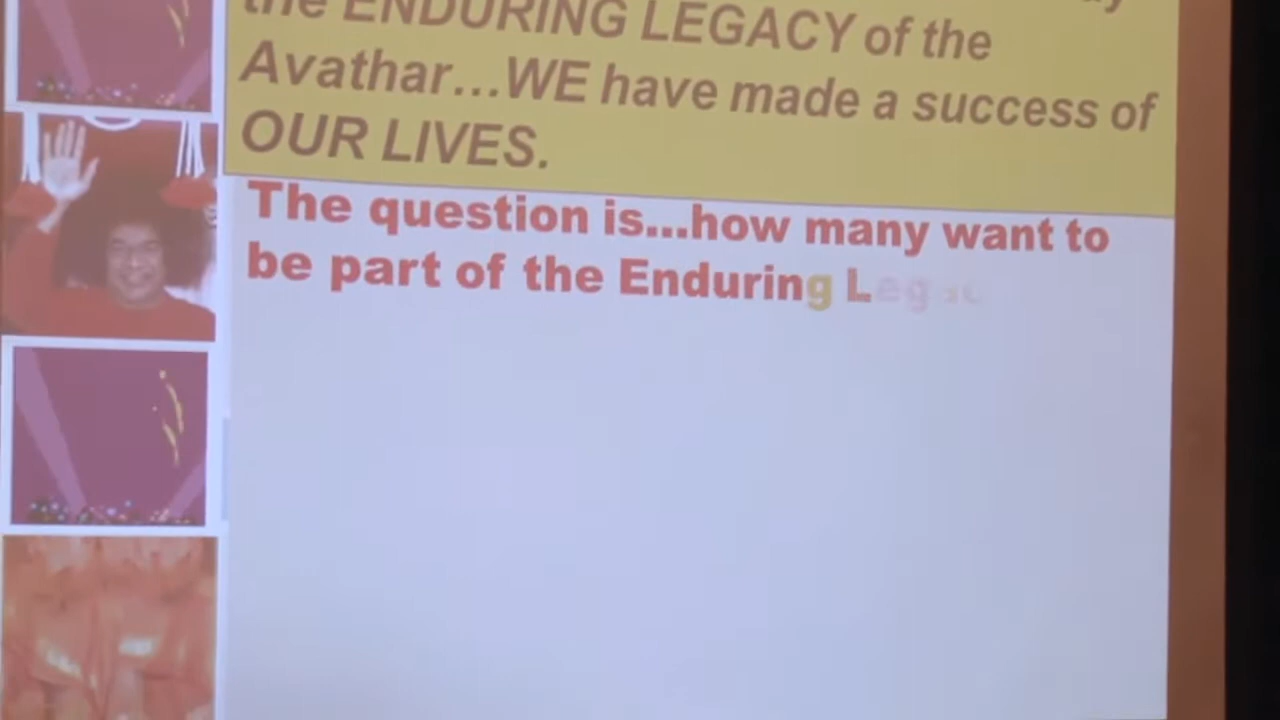 the ENDURING LEGACY of the
Avathar...WE have made a success of
OUR LIVES.
The question is...how many want to
be part of the Enduring Legac